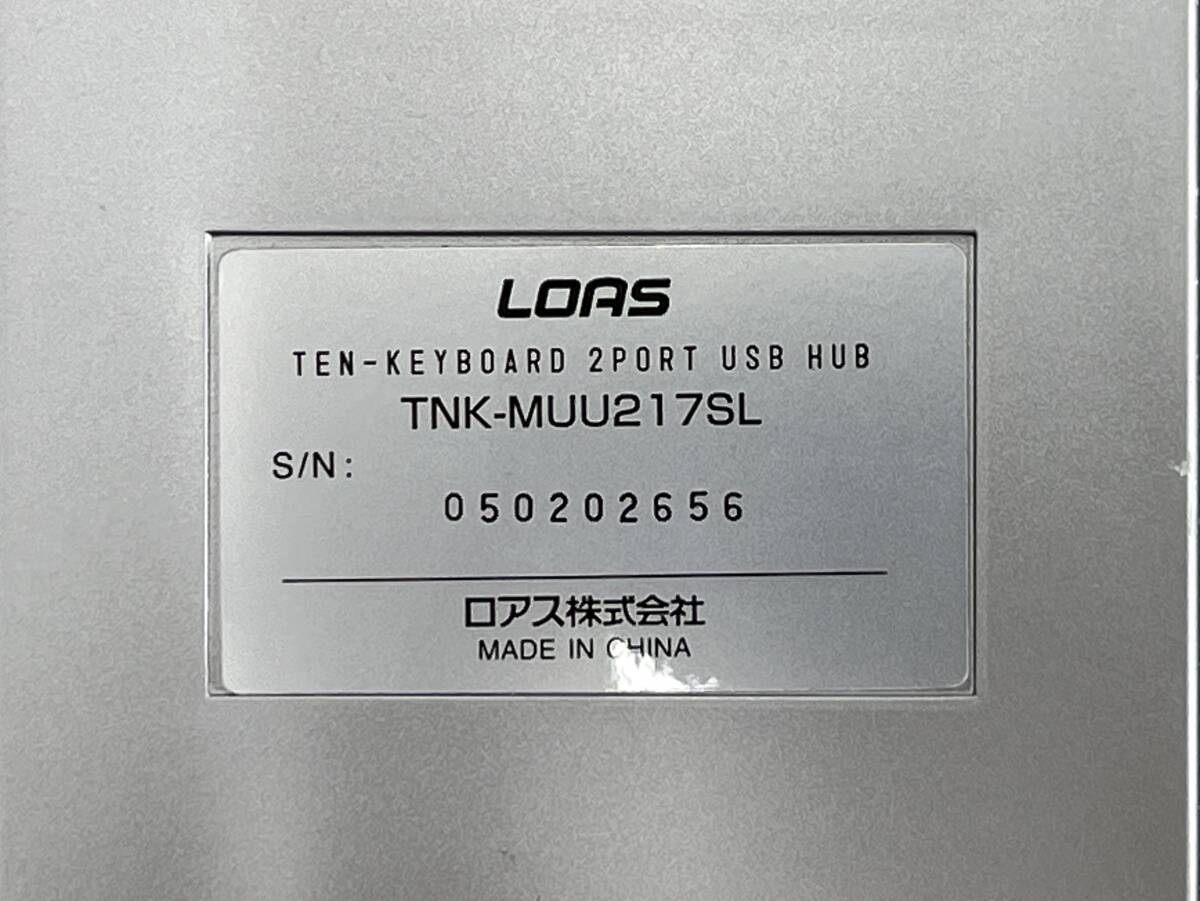 LOAS
TEN-KEYBOARD 2PORT USB HUB
TNK-MUU217SL
S/N:
050202656
ロアス株式会社
MADE IN CHINA